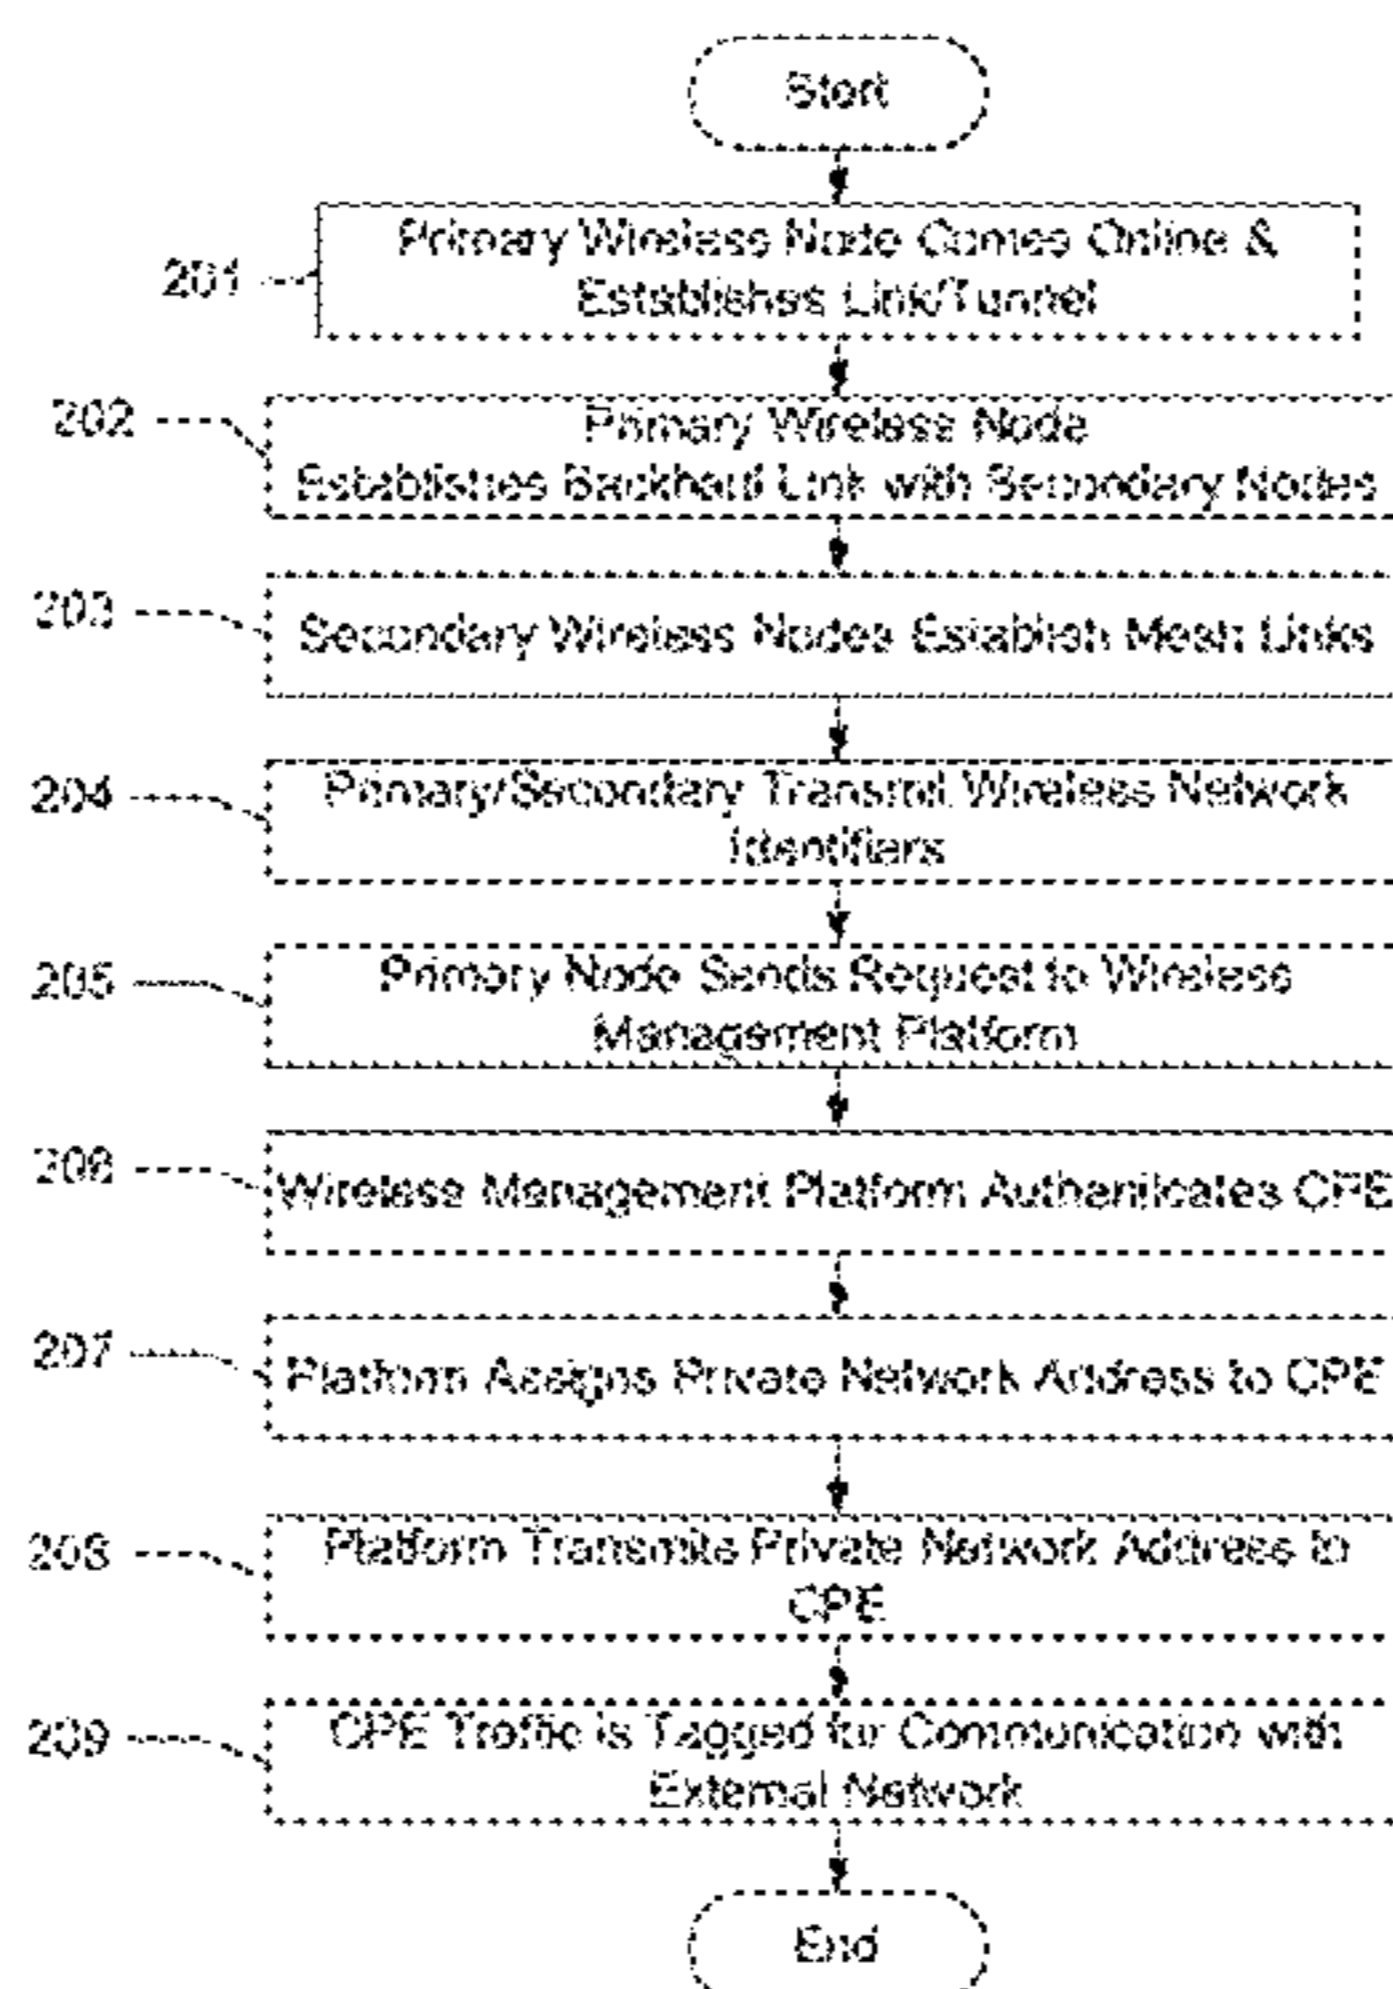 Start
201
Primary Wireless Node Comes Online &
Establishes Link/Tunnel
202
Primary Wireless Node
Establishes Backhaul Link with Secondary Nodes
203
Secondary Wireless Nodes Establish Mesh Links
204
Primary/Secondary Transmit Wireless Network
Identifiers
205
Primary Node Sends Request to Wireless
Management Platform
206
Wireless Management Platform Authenticates CPE
207
Platform Assigns Private Network Address to CPE
208
Platform Transmits Private Network Address to
CPE
209
CPE Traffic is Tagged for Communication with
External Network
End